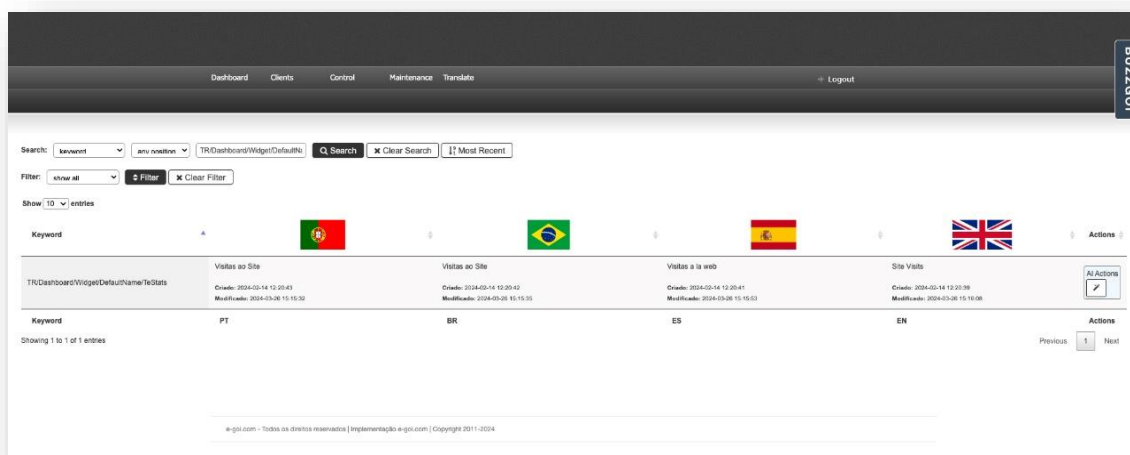 Dashboard Clients Control Maintenance Translate Logout
Search: keyword any position TR/Dashboard/Widget/DefaultNa Search Clear Search Most Recent
Filter: show all Filter Clear Filter
Show 10 entries
Keyword Actions
TR/Dashboard/Widget/DefaultName/TeStats
Visitas ao Site
Criado: 2024-02-14 12:20:43
Modificado: 2024-03-26 15:15:32
Visitas ao Site
Criado: 2024-02-14 12:20:42
Modificado: 2024-03-26 15:15:35
Visitas a la web
Criado: 2024-02-14 12:20:41
Modificado: 2024-03-26 15:15:53
Site Visits
Criado: 2024-02-14 12:20:39
Modificado: 2024-03-26 15:16:08
AI Actions
Keyword PT BR ES EN Actions
Showing 1 to 1 of 1 entries
Previous 1 Next
e-goi.com - Todos os direitos reservados | Implementação e-goi.com | Copyright 2011-2024